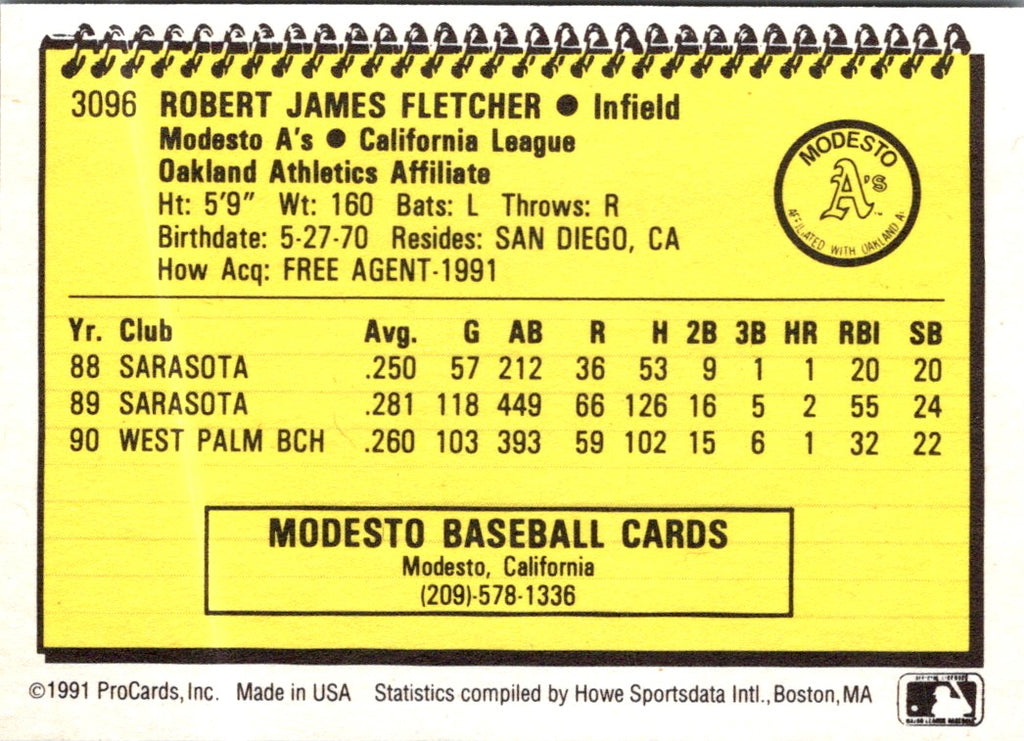 3096 ROBERT JAMES FLETCHER ● Infield
Modesto A's ● California League
Oakland Athletics Affiliate
Ht: 5'9" Wt: 160 Bats: L Throws: R
Birthdate: 5-27-70 Resides: SAN DIEGO, CA
How Acq: FREE AGENT-1991
MODESTO
A's
AFFILIATED WITH OAKLAND A's
Yr. Club Avg. G AB R H 2B 3B HR RBI SB
88 SARASOTA .250 57 212 36 53 9 1 1 20 20
89 SARASOTA .281 118 449 66 126 16 5 2 55 24
90 WEST PALM BCH .260 103 393 59 102 15 6 1 32 22
MODESTO BASEBALL CARDS
Modesto, California
(209)-578-1336
©1991 ProCards, Inc. Made in USA Statistics compiled by Howe Sportsdata Intl., Boston, MA